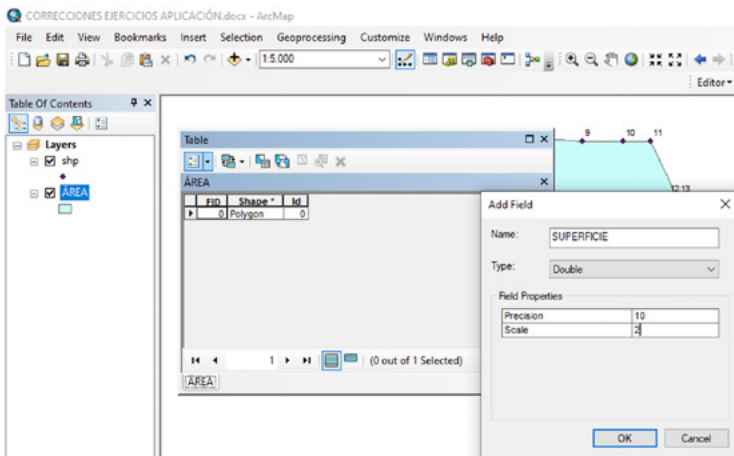 CORRECCIONES EJERCICIOS APLICACIÓN.docx - ArcMap
File Edit View Bookmarks Insert Selection Geoprocessing Customize Windows Help
1:5.000
Editor
Table Of Contents
Layers
shp
ÁREA
Table
ÁREA
FID Shape * Id
0 Polygon 0
1 (0 out of 1 Selected)
ÁREA
9 10 11
12 13
Add Field
Name: SUPERFICIE
Type: Double
Field Properties
Precision 10
Scale 2
OK Cancel